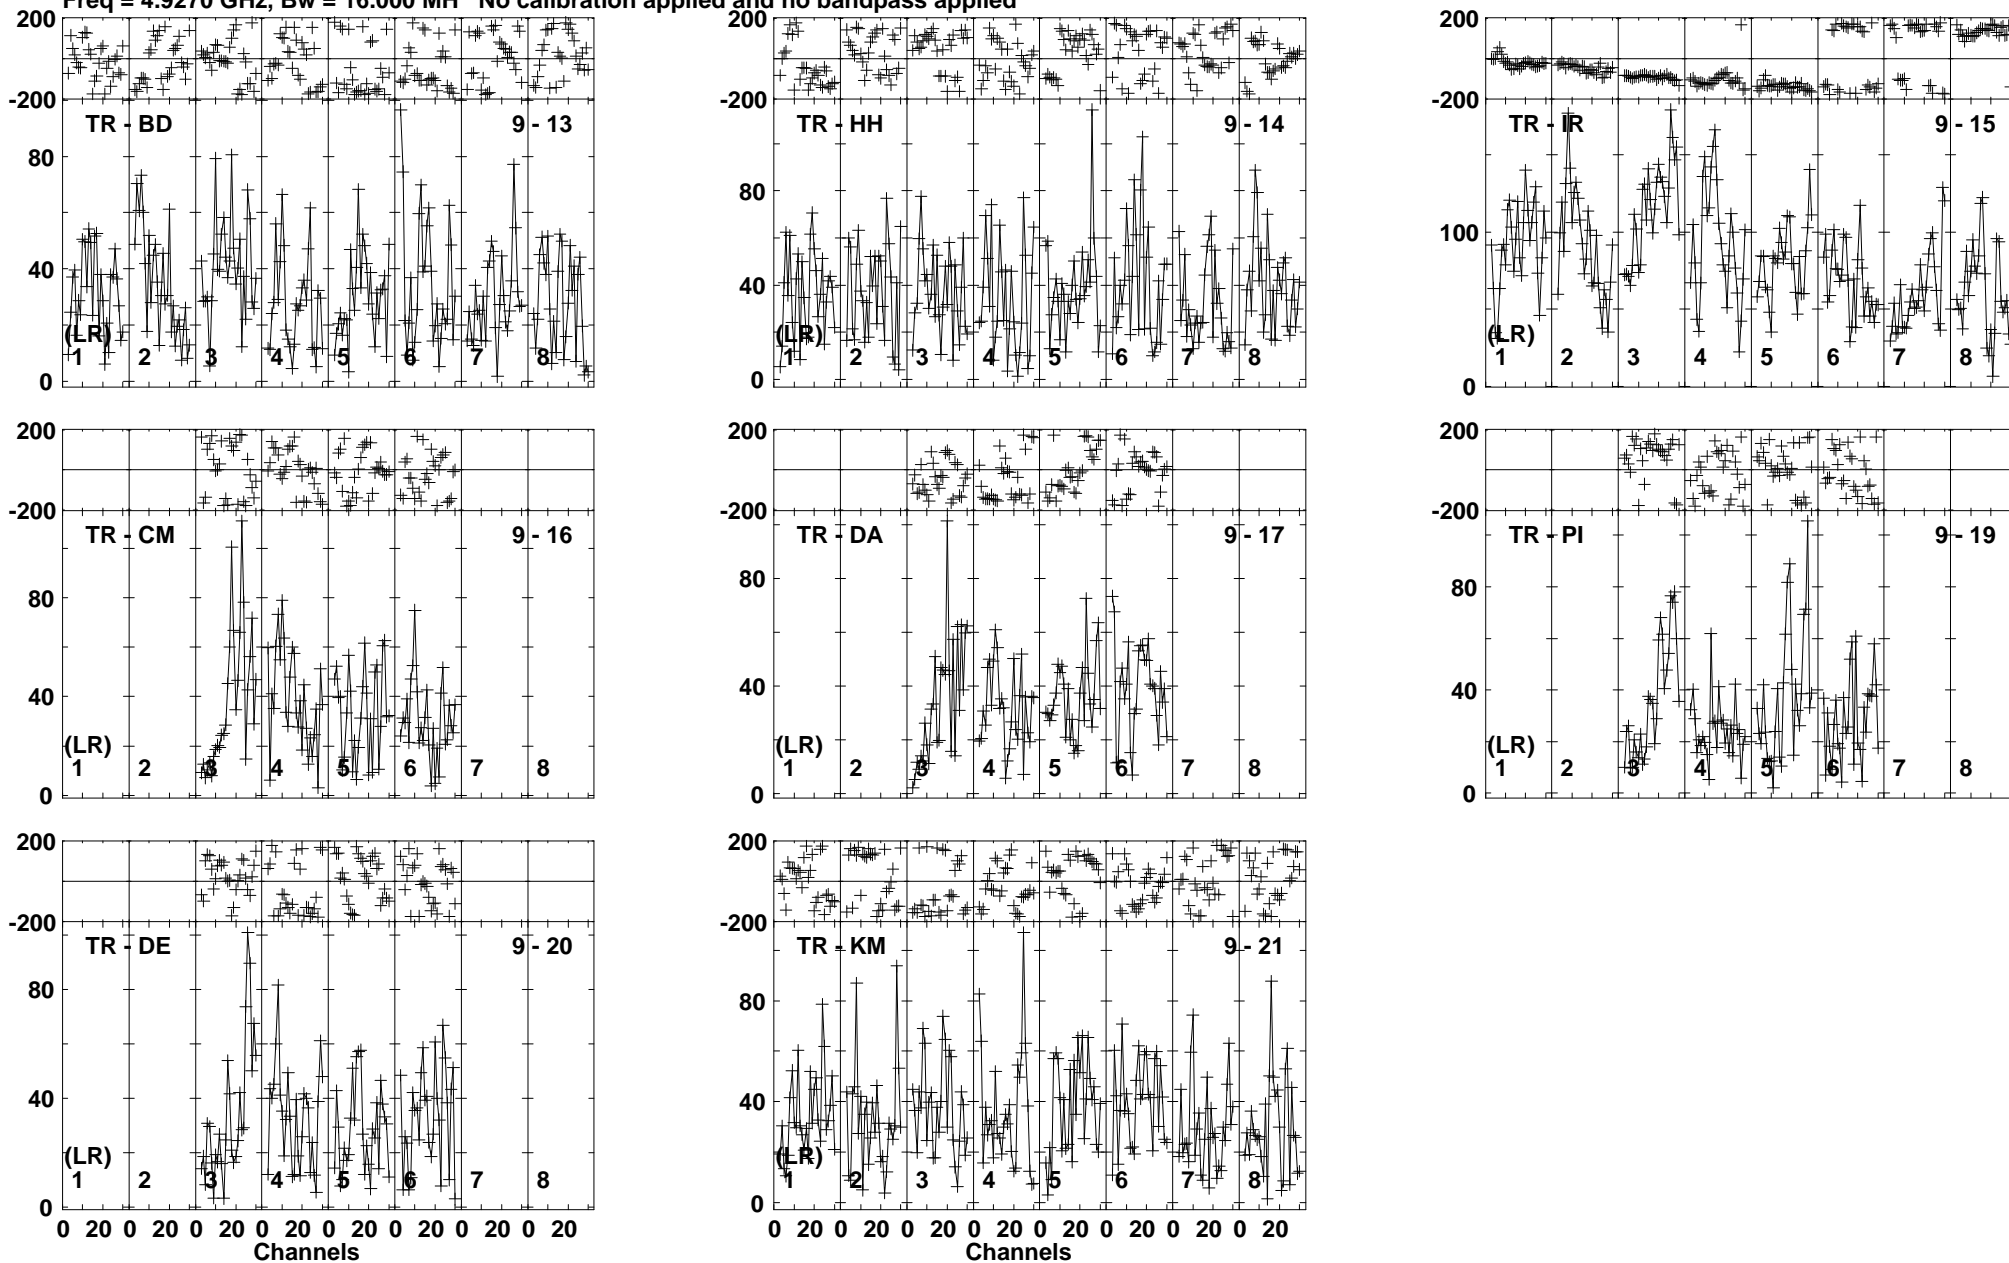 Freq = 4.9270 GHz, Bw = 16.000 MH No calibration applied and no bandpass applied
200 200 200
-200 -200 -200
TR - BD 9 - 13 TR - HH 9 - 14 TR - IR 9 - 15
80 80 100
40 40
(LR) (LR) (LR)
1 2 3 4 5 6 7 8 1 2 3 4 5 6 7 8 1 2 3 4 5 6 7 8
0 0 0
200 200 200
-200 -200 -200
TR - CM 9 - 16 TR - DA 9 - 17 TR - PI 9 - 19
80 80 80
40 40 40
(LR) (LR) (LR)
1 2 3 4 5 6 7 8 1 2 3 4 5 6 7 8 1 2 3 4 5 6 7 8
0 0 0
200 200
-200 -200
TR - DE 9 - 20 TR - KM 9 - 21
80 80
40 40
(LR) (LR)
1 2 3 4 5 6 7 8 1 2 3 4 5 6 7 8
0 0
0 20 0 20 0 20 0 20 0 20 0 20 0 20 0 20 0 20 0 20 0 20 0 20 0 20 0 20 0 20 0 20
Channels Channels